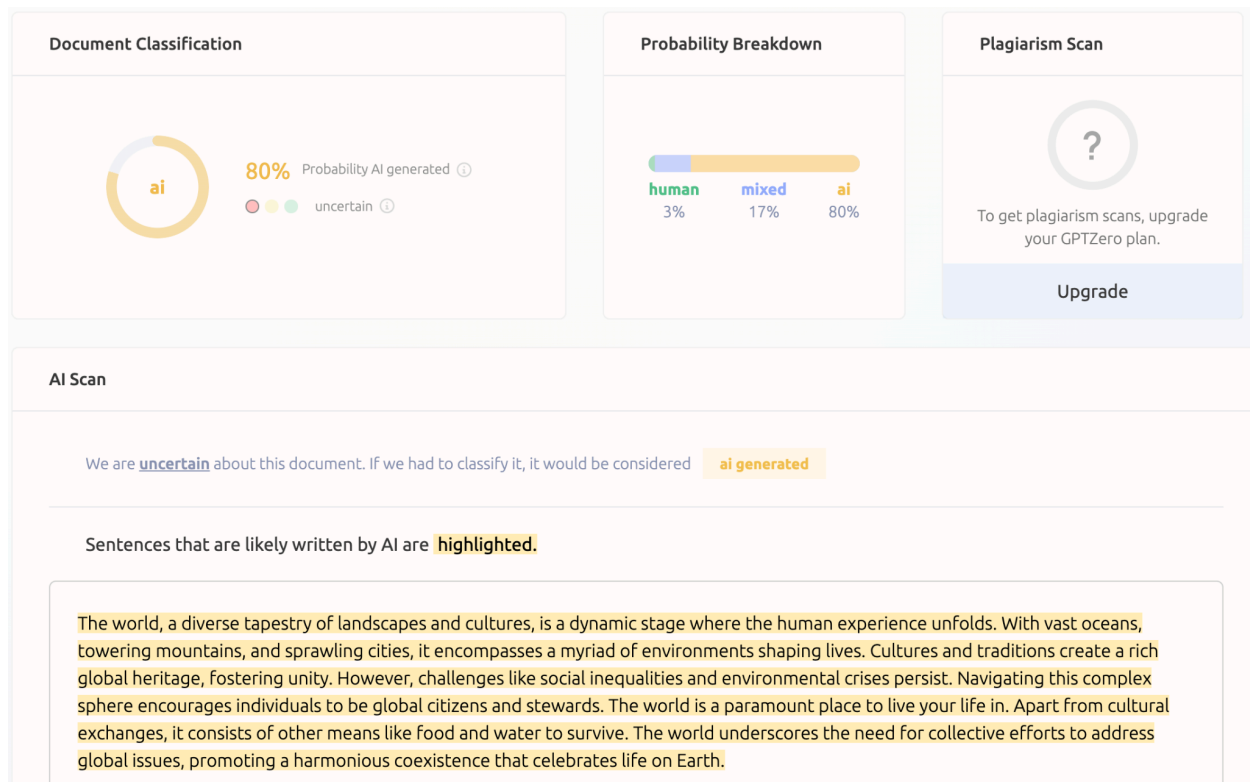 Document Classification
Probability Breakdown
Plagiarism Scan
ai
80% Probability AI generated
uncertain
human mixed ai
3% 17% 80%
?
To get plagiarism scans, upgrade
your GPTZero plan.
Upgrade
AI Scan
We are uncertain about this document. If we had to classify it, it would be considered ai generated
Sentences that are likely written by AI are highlighted.
The world, a diverse tapestry of landscapes and cultures, is a dynamic stage where the human experience unfolds. With vast oceans,
towering mountains, and sprawling cities, it encompasses a myriad of environments shaping lives. Cultures and traditions create a rich
global heritage, fostering unity. However, challenges like social inequalities and environmental crises persist. Navigating this complex
sphere encourages individuals to be global citizens and stewards. The world is a paramount place to live your life in. Apart from cultural
exchanges, it consists of other means like food and water to survive. The world underscores the need for collective efforts to address
global issues, promoting a harmonious coexistence that celebrates life on Earth.